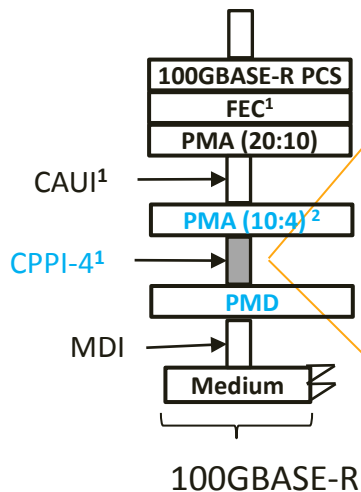 100GBASE-R PCS
FEC¹
PMA (20:10)
CAUI¹
PMA (10:4) ²
CPPI-4¹
PMD
MDI
Medium
100GBASE-R